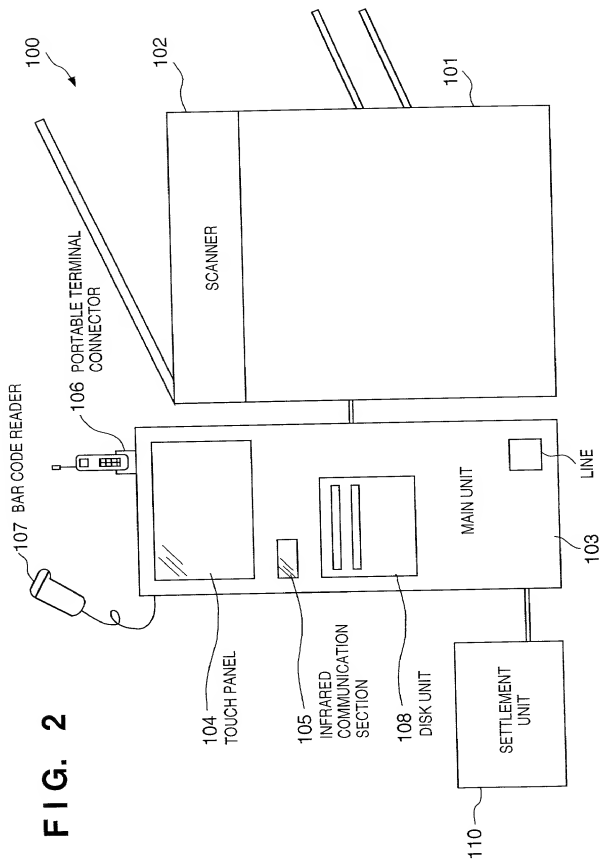 FIG. 2
100
102
101
SCANNER
106 PORTABLE TERMINAL
CONNECTOR
107 BAR CODE READER
MAIN UNIT
LINE
103
104
TOUCH PANEL
105
INFRARED
COMMUNICATION
SECTION
108
DISK UNIT
SETTLEMENT
UNIT
110